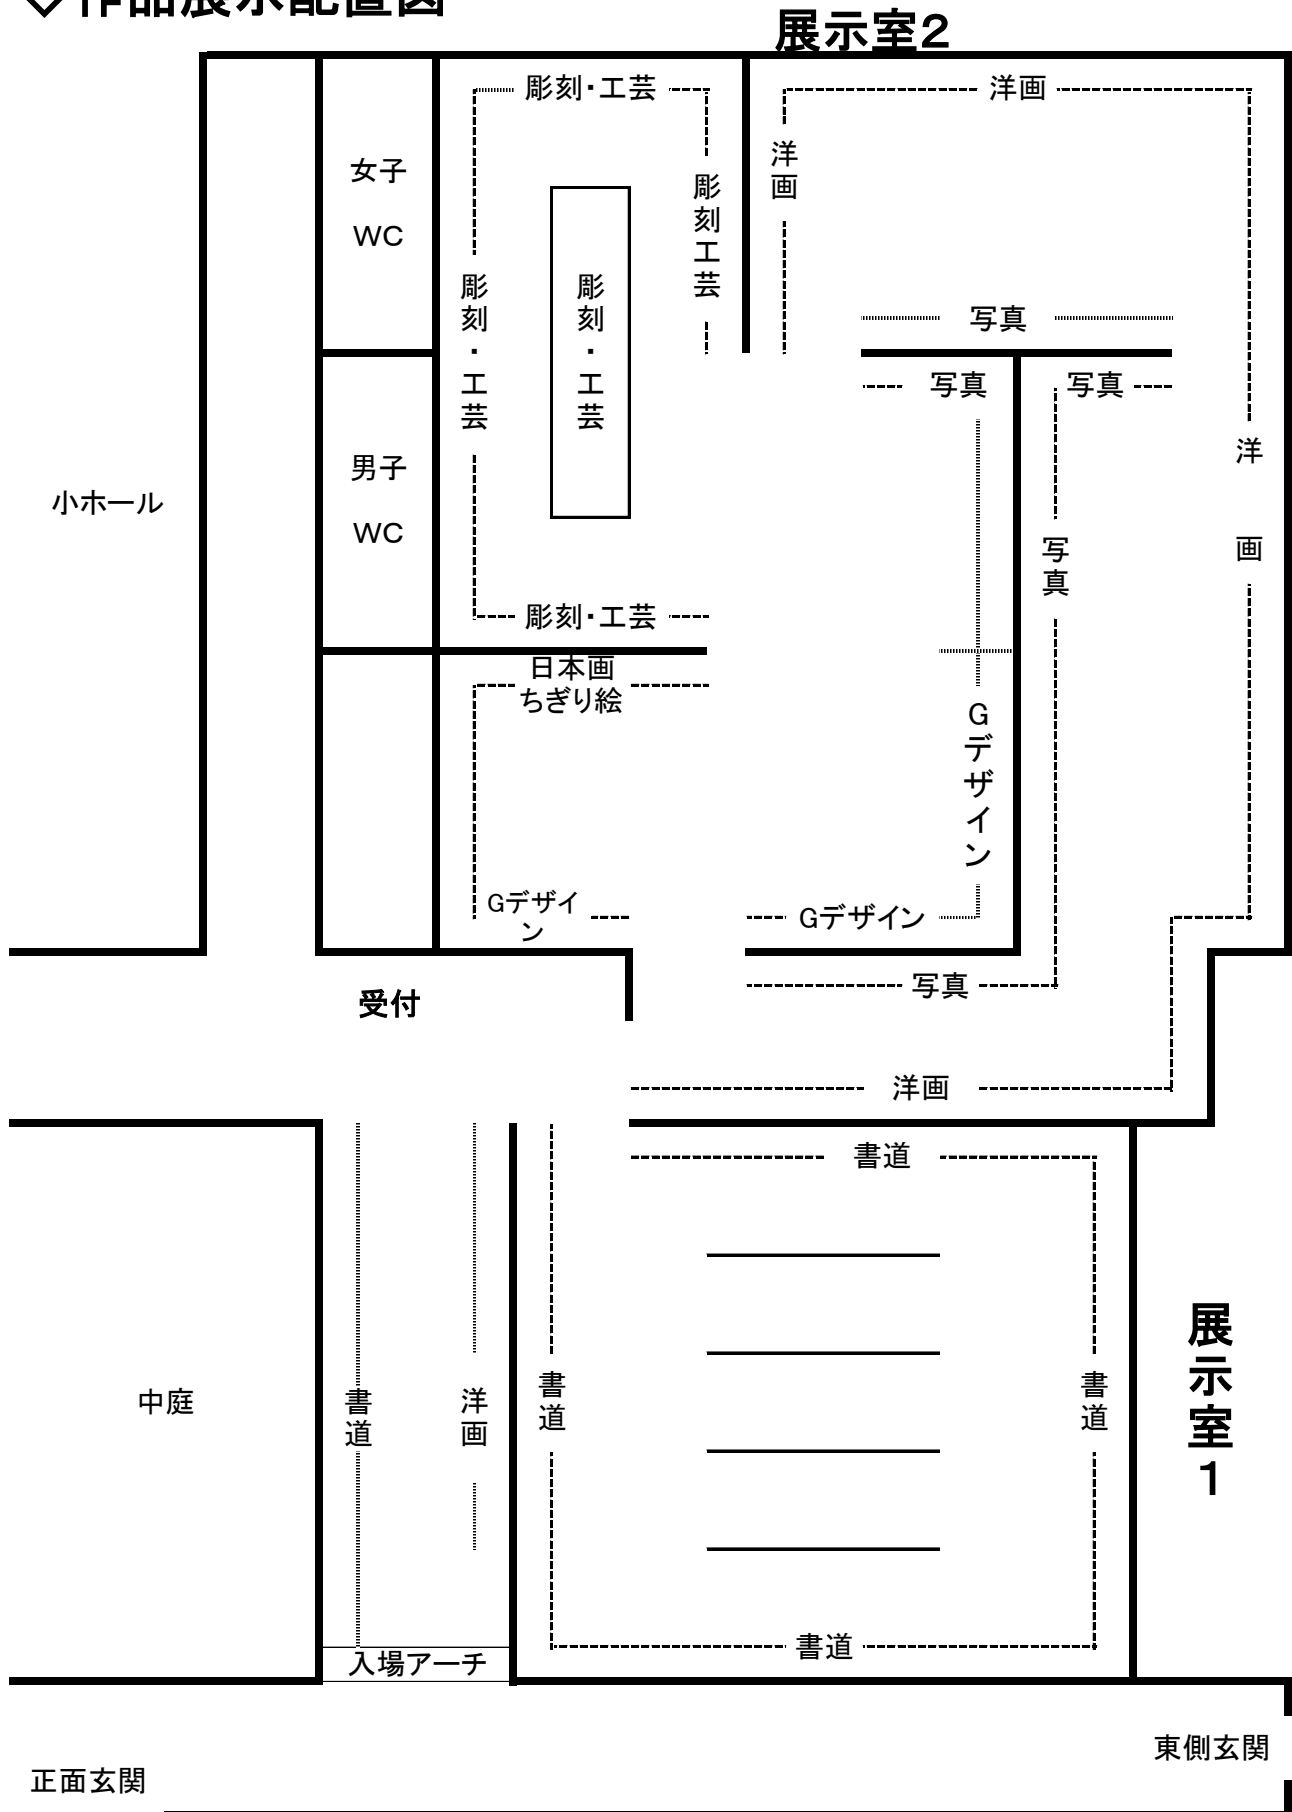 ◇作品展示配置図
展示室2
彫刻・工芸
洋画
洋画
女子
WC
彫刻工芸
彫刻・工芸
彫刻・工芸
写真
写真
写真
洋画
男子
WC
小ホール
写真
彫刻・工芸
日本画
ちぎり絵
Gデザイン
Gデザイ
ン
Gデザイン
写真
受付
洋画
書道
展示室1
中庭
書道
洋画
書道
書道
書道
入場アーチ
東側玄関
正面玄関